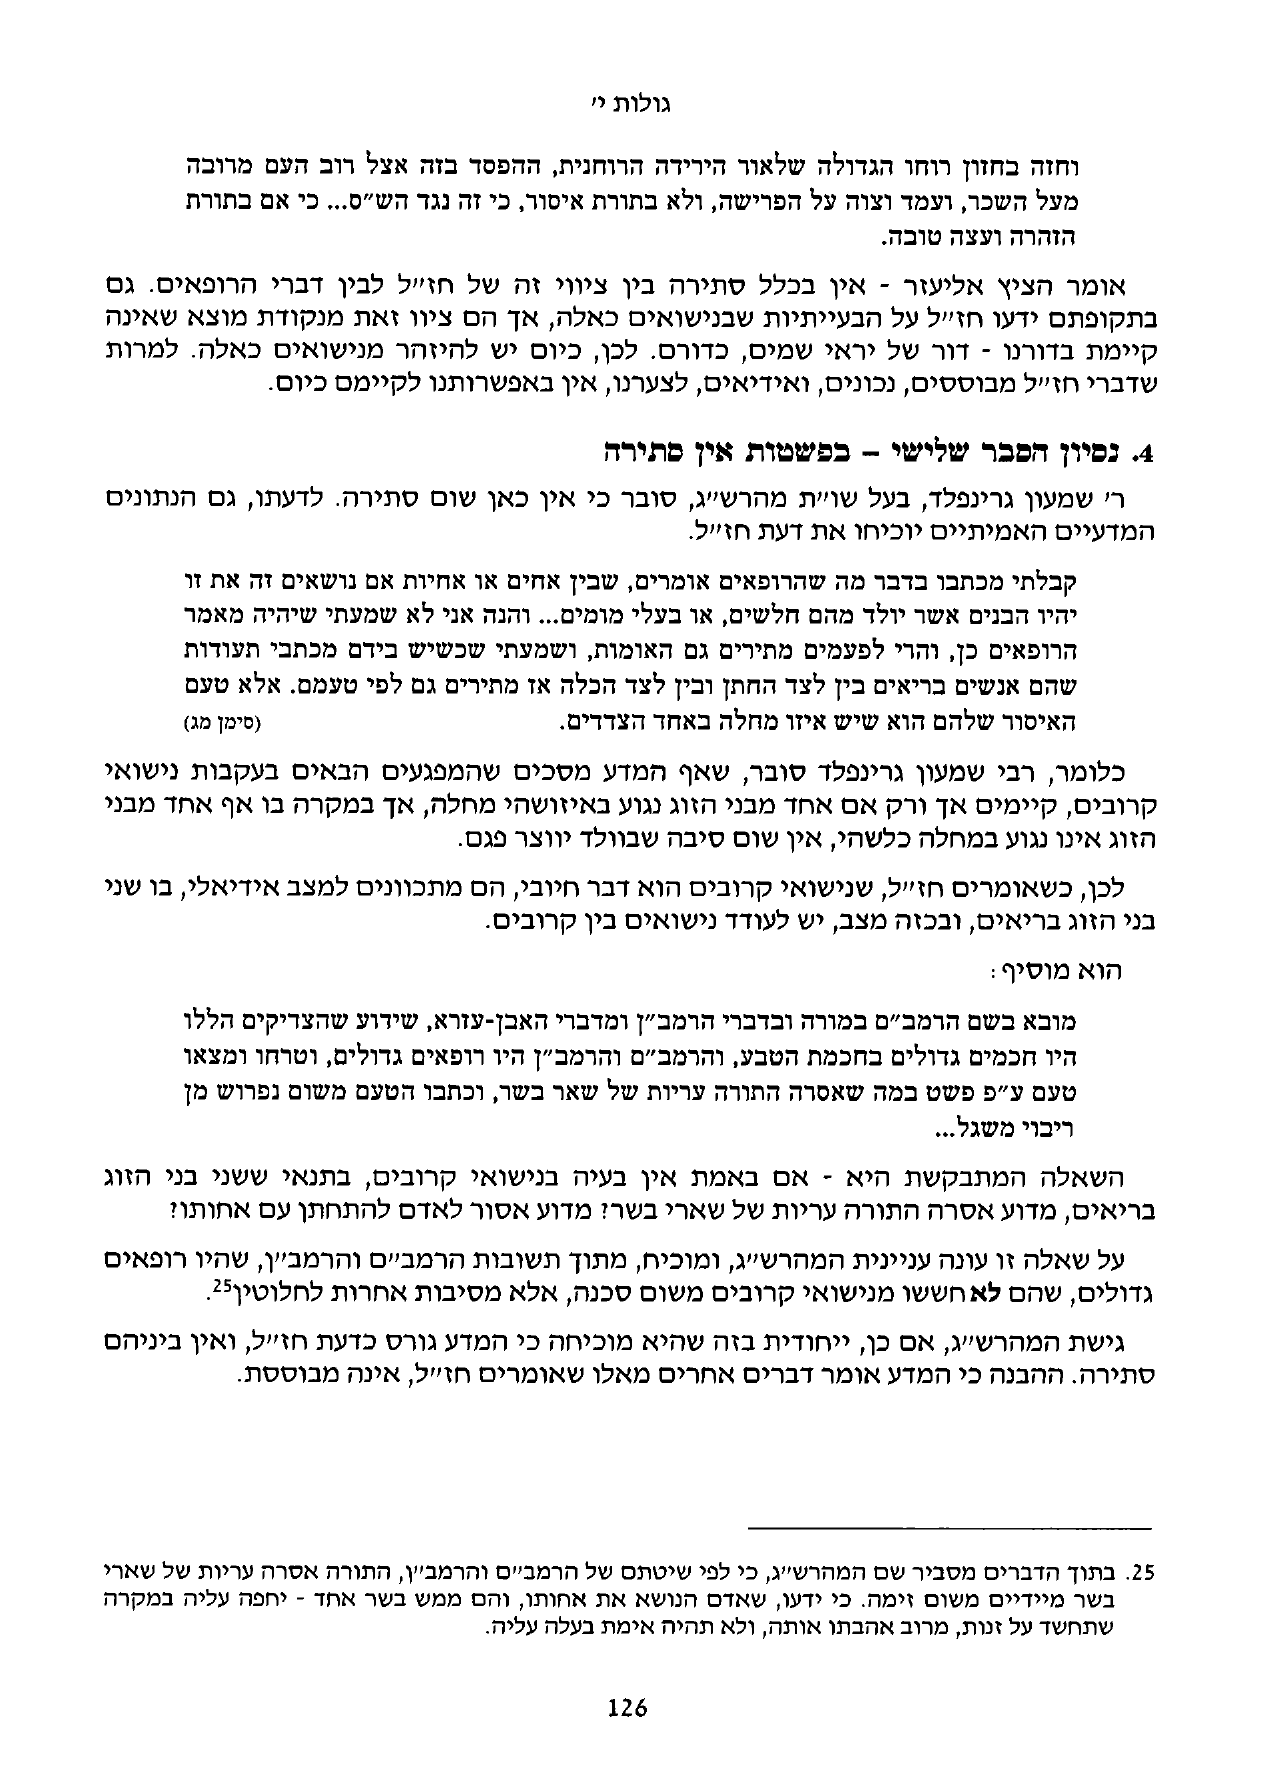 גולות י׳
וחזה בחזון רוחו הגדולה שלאור הירידה הרוחנית, ההפסד בזה אצל רוב העם מרובה
מעל השכר, ועמד וצוה על הפרישה, ולא בתורת איסור, כי זה נגד הש״ס... כי אם בתורת
הזהרה ועצה טובה.
אומר הציץ אליעזר - אין בכלל סתירה בין ציווי זה של חז״ל לבין דברי הרופאים. גם
בתקופתם ידעו חז״ל על הבעייתיות שבנישואים כאלה, אך הם ציוו זאת מנקודת מוצא שאינה
קיימת בדורנו - דור של יראי שמים, כדורם. לכן, כיום יש להיזהר מנישואים כאלה. למרות
שדברי חז״ל מבוססים, נכונים, ואידיאים, לצערנו, אין באפשרותנו לקיימם כיום.
4. נסיון הסבר שלישי – בפשטות אין סתירה
ר׳ שמעון גרינפלד, בעל שו״ת מהרש״ג, סובר כי אין כאן שום סתירה. לדעתו, גם הנתונים
המדעיים האמיתיים יוכיחו את דעת חז״ל.
קבלתי מכתבו בדבר מה שהרופאים אומרים, שבין אחים או אחיות אם נושאים זה את זו
יהיו הבנים אשר יולד מהם חלשים, או בעלי מומים... והנה אני לא שמעתי שיהיה מאמר
הרופאים כן, והרי לפעמים מתירים גם האומות, ושמעתי שכשיש בידם מכתבי תעודות
שהם אנשים בריאים בין לצד החתן ובין לצד הכלה אז מתירים גם לפי טעמם. אלא טעם
האיסור שלהם הוא שיש איזו מחלה באחד הצדדים. (סימן מג)
כלומר, רבי שמעון גרינפלד סובר, שאף המדע מסכים שהמפגעים הבאים בעקבות נישואי
קרובים, קיימים אך ורק אם אחד מבני הזוג נגוע באיזושהי מחלה, אך במקרה בו אף אחד מבני
הזוג אינו נגוע במחלה כלשהי, אין שום סיבה שבוולד יווצר פגם.
לכן, כשאומרים חז״ל, שנישואי קרובים הוא דבר חיובי, הם מתכוונים למצב אידיאלי, בו שני
בני הזוג בריאים, ובכזה מצב, יש לעודד נישואים בין קרובים.
הוא מוסיף:
מובא בשם הרמב״ם במורה ובדברי הרמב״ן ומדברי האבן-עזרא, שידוע שהצדיקים הללו
היו חכמים גדולים בחכמת הטבע, והרמב״ם והרמב״ן היו רופאים גדולים, וטרחו ומצאו
טעם ע״פ פשט במה שאסרה התורה עריות של שאר בשר, וכתבו הטעם משום נפרוש מן
ריבוי משגל...
השאלה המתבקשת היא - אם באמת אין בעיה בנישואי קרובים, בתנאי ששני בני הזוג
בריאים, מדוע אסרה התורה עריות של שארי בשר? מדוע אסור לאדם להתחתן עם אחותו?
על שאלה זו עונה עניינית המהרש״ג, ומוכיח, מתוך תשובות הרמב״ם והרמב״ן, שהיו רופאים
גדולים, שהם לא חששו מנישואי קרובים משום סכנה, אלא מסיבות אחרות לחלוטין25.
גישת המהרש״ג, אם כן, ייחודית בזה שהיא מוכיחה כי המדע גורס כדעת חז״ל, ואין ביניהם
סתירה. ההבנה כי המדע אומר דברים אחרים מאלו שאומרים חז״ל, אינה מבוססת.
25. בתוך הדברים מסביר שם המהרש״ג, כי לפי שיטתם של הרמב״ם והרמב״ן, התורה אסרה עריות של שארי
בשר מיידיים משום זימה. כי ידעו, שאדם הנושא את אחותו, והם ממש בשר אחד - יחפה עליה במקרה
שתחשד על זנות, מרוב אהבתו אותה, ולא תהיה אימת בעלה עליה.
126